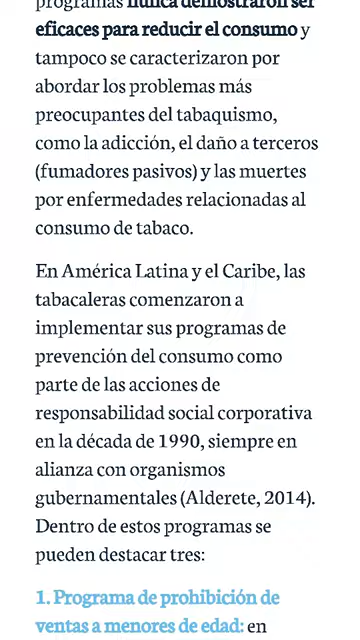 programas nunca demostraron ser
eficaces para reducir el consumo y
tampoco se caracterizaron por
abordar los problemas más
preocupantes del tabaquismo,
como la adicción, el daño a terceros
(fumadores pasivos) y las muertes
por enfermedades relacionadas al
consumo de tabaco.
En América Latina y el Caribe, las
tabacaleras comenzaron a
implementar sus programas de
prevención del consumo como
parte de las acciones de
responsabilidad social corporativa
en la década de 1990, siempre en
alianza con organismos
gubernamentales (Alderete, 2014).
Dentro de estos programas se
pueden destacar tres:
1. Programa de prohibición de
ventas a menores de edad: en